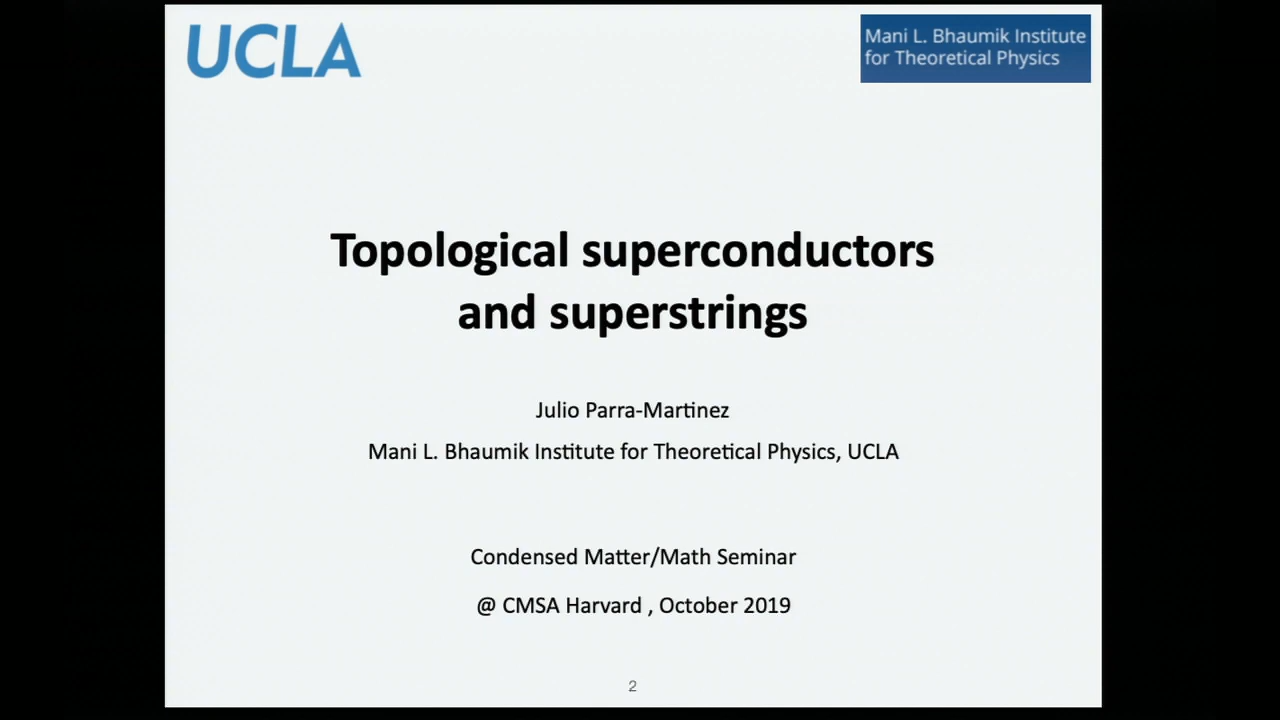 UCLA
Mani L. Bhaumik Institute
for Theoretical Physics
Topological superconductors
and superstrings
Julio Parra-Martinez
Mani L. Bhaumik Institute for Theoretical Physics, UCLA
Condensed Matter/Math Seminar
@ CMSA Harvard , October 2019
2